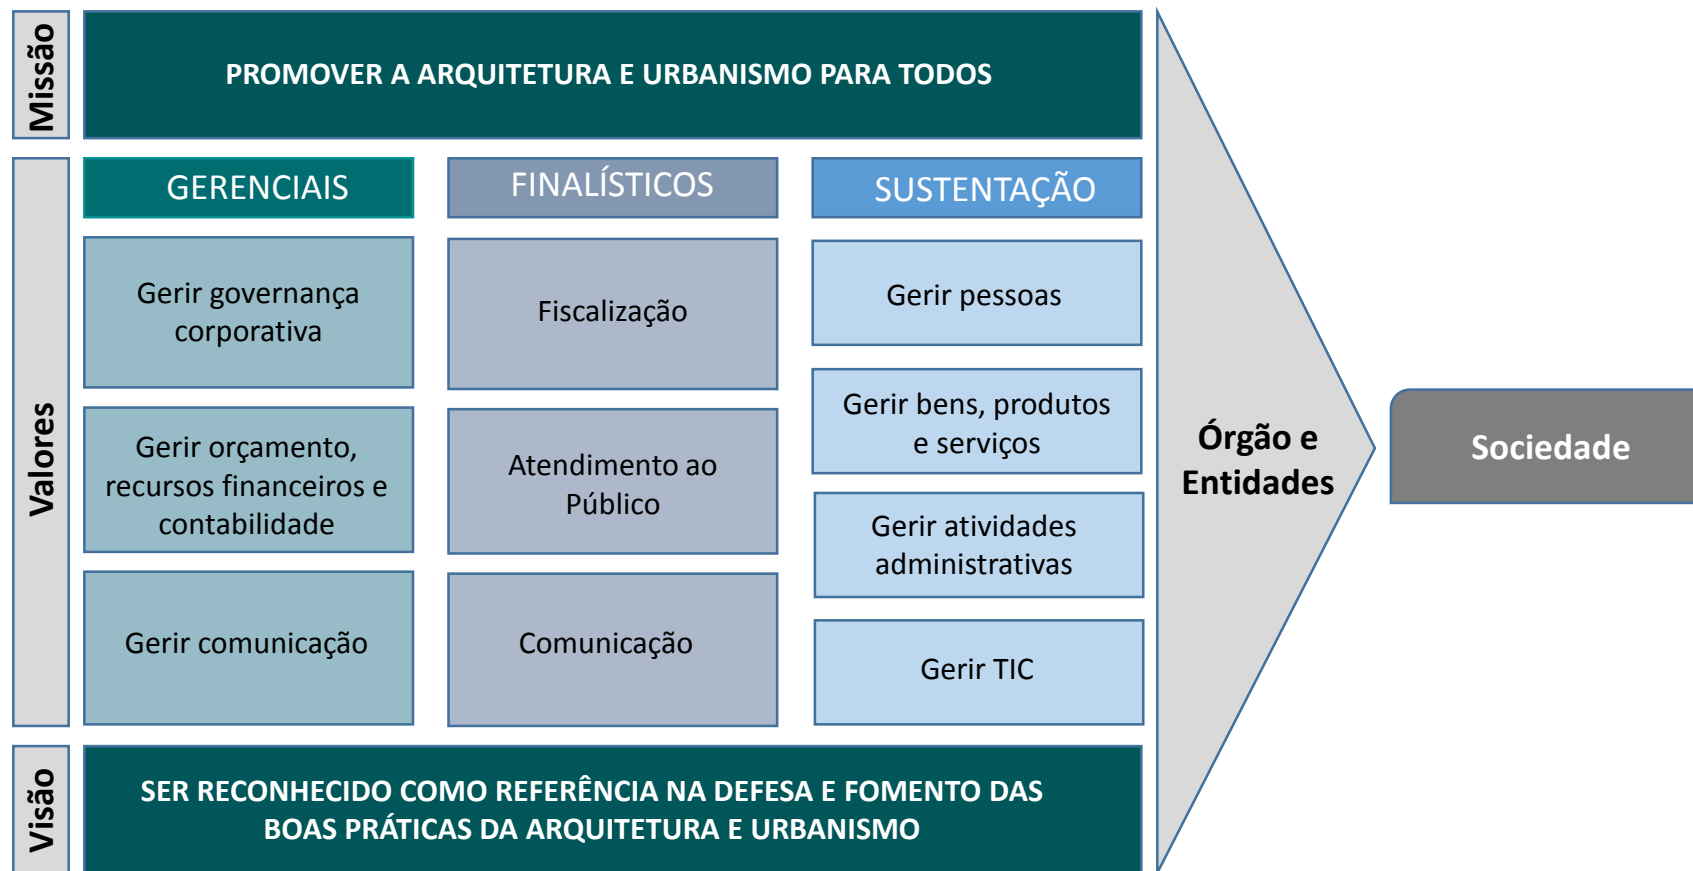 Missão
PROMOVER A ARQUITETURA E URBANISMO PARA TODOS
Valores
GERENCIAIS
Gerir governança
corporativa
Gerir orçamento,
recursos financeiros e
contabilidade
Gerir comunicação
FINALÍSTICOS
Fiscalização
Atendimento ao
Público
Comunicação
SUSTENTAÇÃO
Gerir pessoas
Gerir bens, produtos
e serviços
Gerir atividades
administrativas
Gerir TIC
Visão
SER RECONHECIDO COMO REFERÊNCIA NA DEFESA E FOMENTO DAS
BOAS PRÁTICAS DA ARQUITETURA E URBANISMO
Órgão e
Entidades
Sociedade